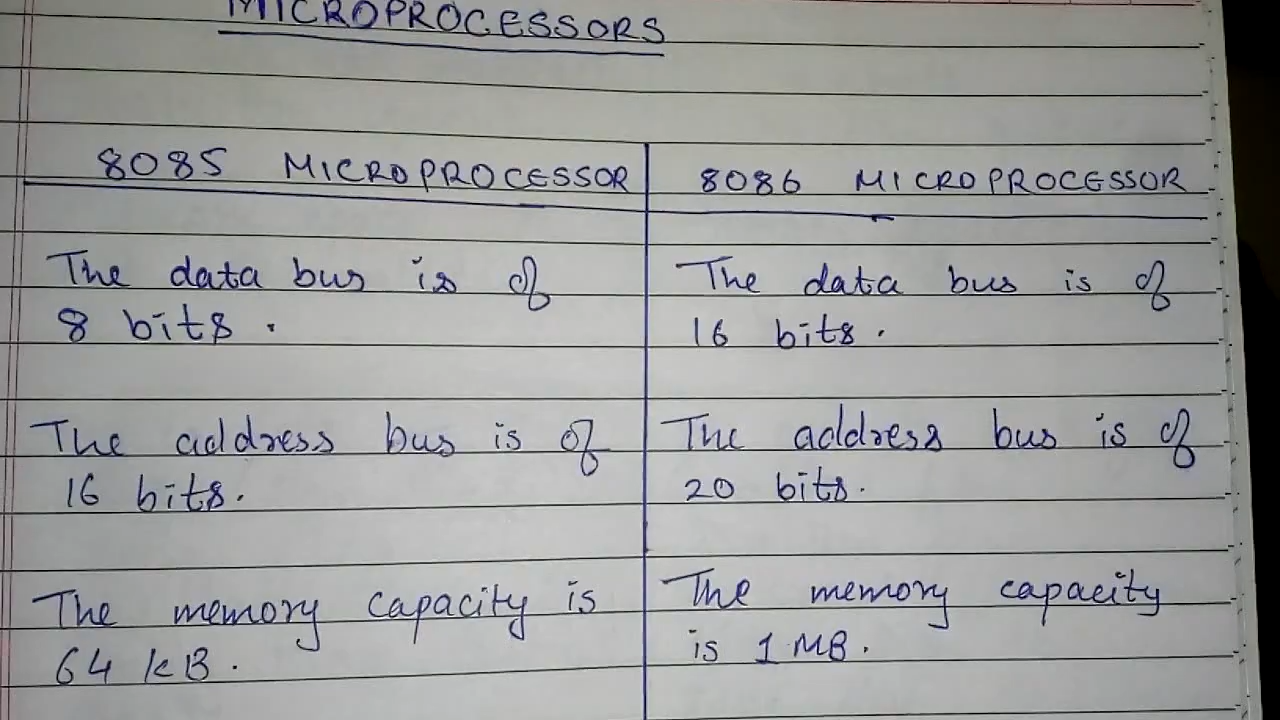 MICROPROCESSORS
8085 MICROPROCESSOR
The data bus is of
8 bits.
The address bus is of
16 bits.
The memory capacity is
64 kB.
8086 MICROPROCESSOR
The data bus is of
16 bits.
The address bus is of
20 bits.
The memory capacity
is 1 MB.